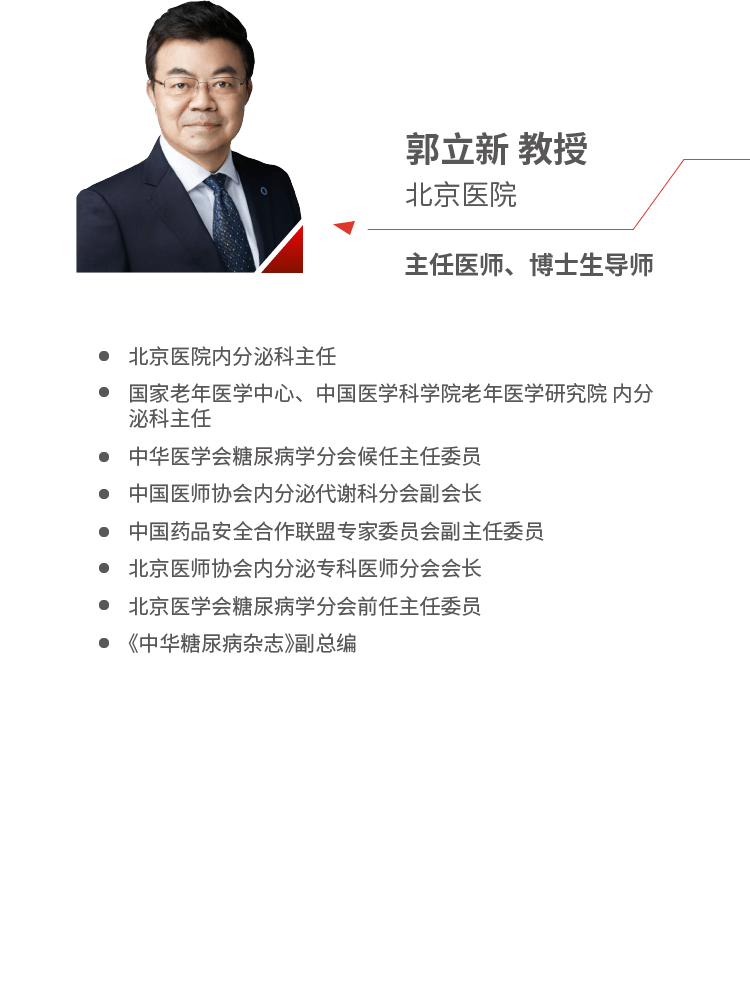 郭立新 教授
北京医院
主任医师、博士生导师
北京医院内分泌科主任
国家老年医学中心、中国医学科学院老年医学研究院 内分
泌科主任
中华医学会糖尿病学分会候任主任委员
中国医师协会内分泌代谢科分会副会长
中国药品安全合作联盟专家委员会副主任委员
北京医师协会内分泌专科医师分会会长
北京医学会糖尿病学分会前任主任委员
《中华糖尿病杂志》副总编